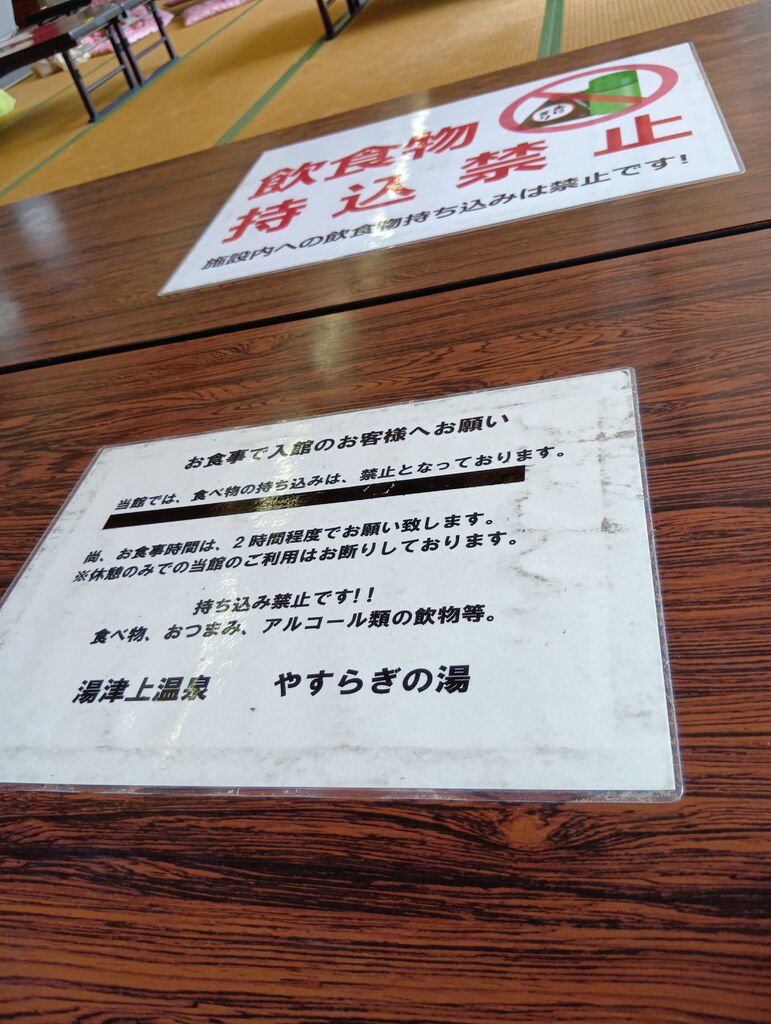 飲食物
持込禁止
施設内への飲食物持ち込みは禁止です!
お食事で入館のお客様へお願い
当館では、食べ物の持ち込みは、禁止となっております。
尚、お食事時間は、2時間程度でお願い致します。
※休憩のみでの当館のご利用はお断りしております。
持ち込み禁止です!!
食べ物、おつまみ、アルコール類の飲物等。
湯津上温泉 やすらぎの湯